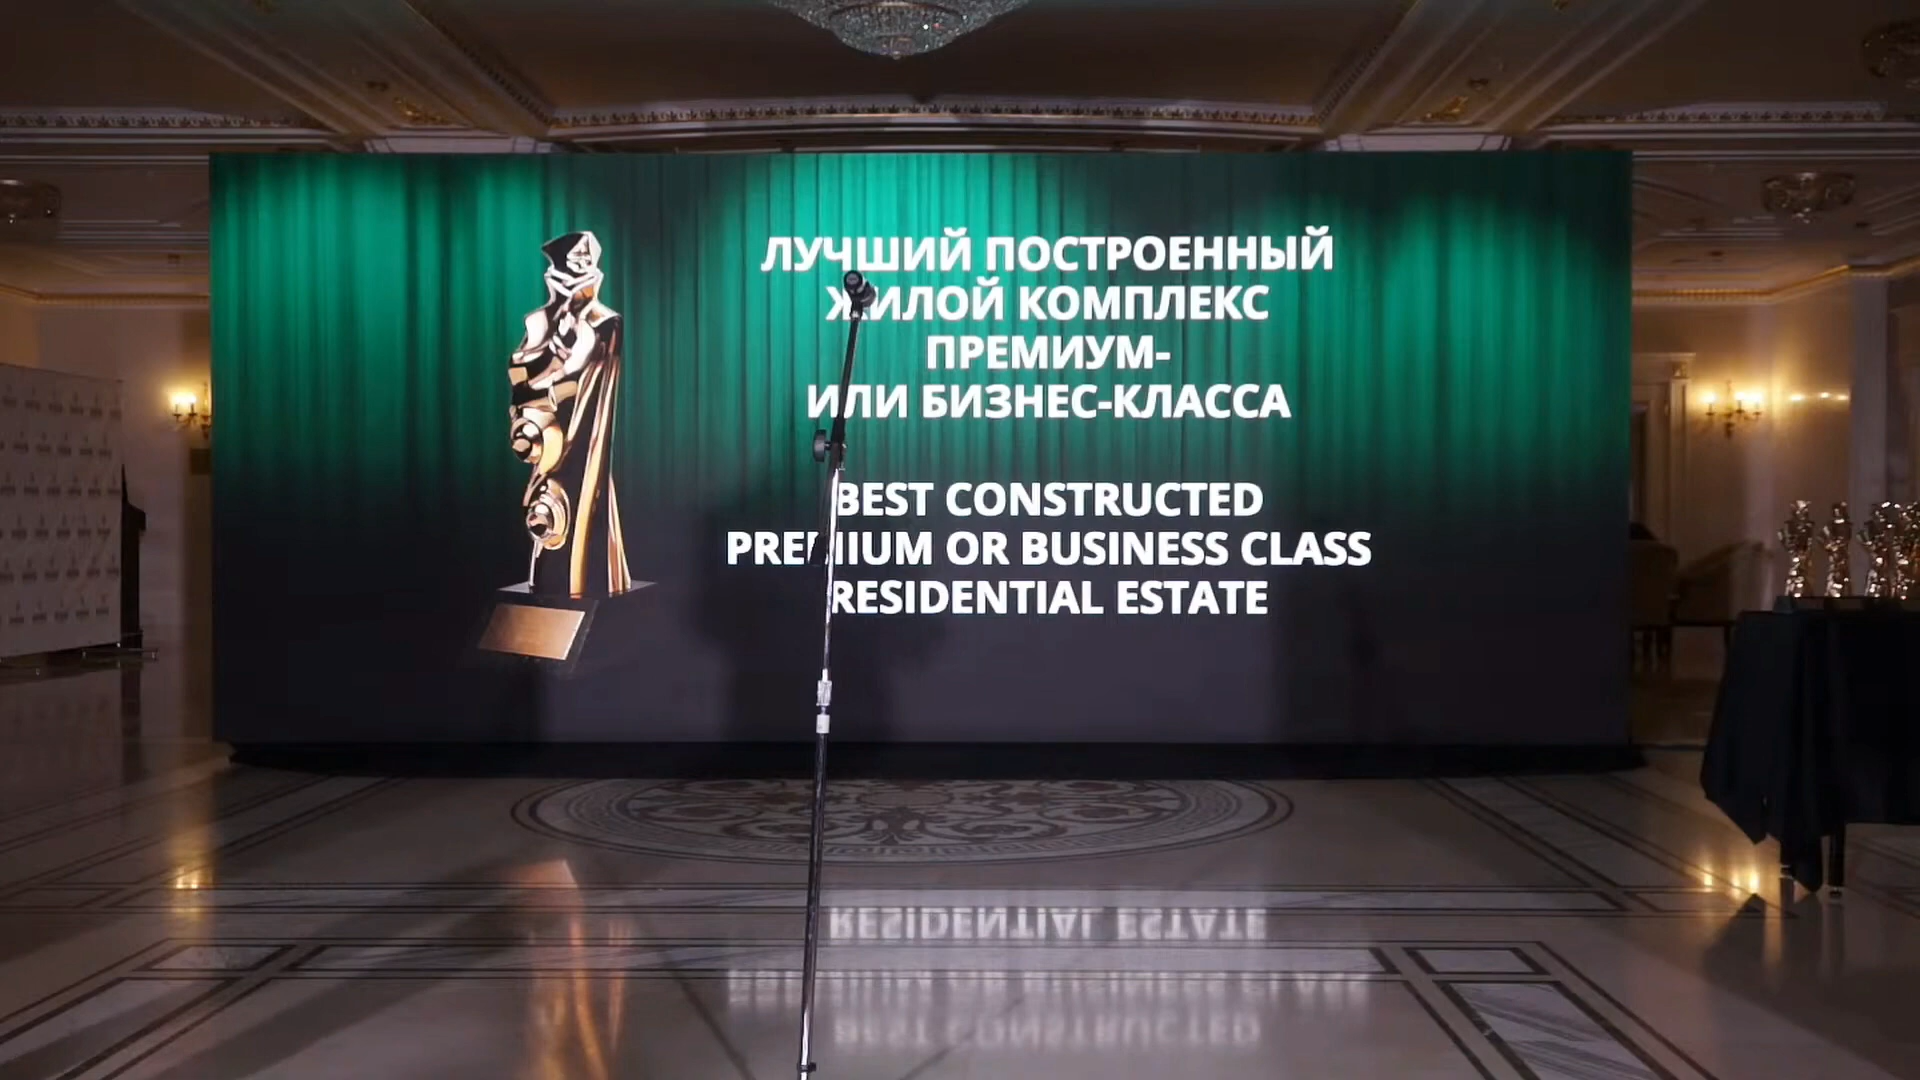 ЛУЧШИЙ ПОСТРОЕННЫЙ
ЖИЛОЙ КОМПЛЕКС
ПРЕМИУМ-
ИЛИ БИЗНЕС-КЛАССА
BEST CONSTRUCTED
PREMIUM OR BUSINESS CLASS
RESIDENTIAL ESTATE